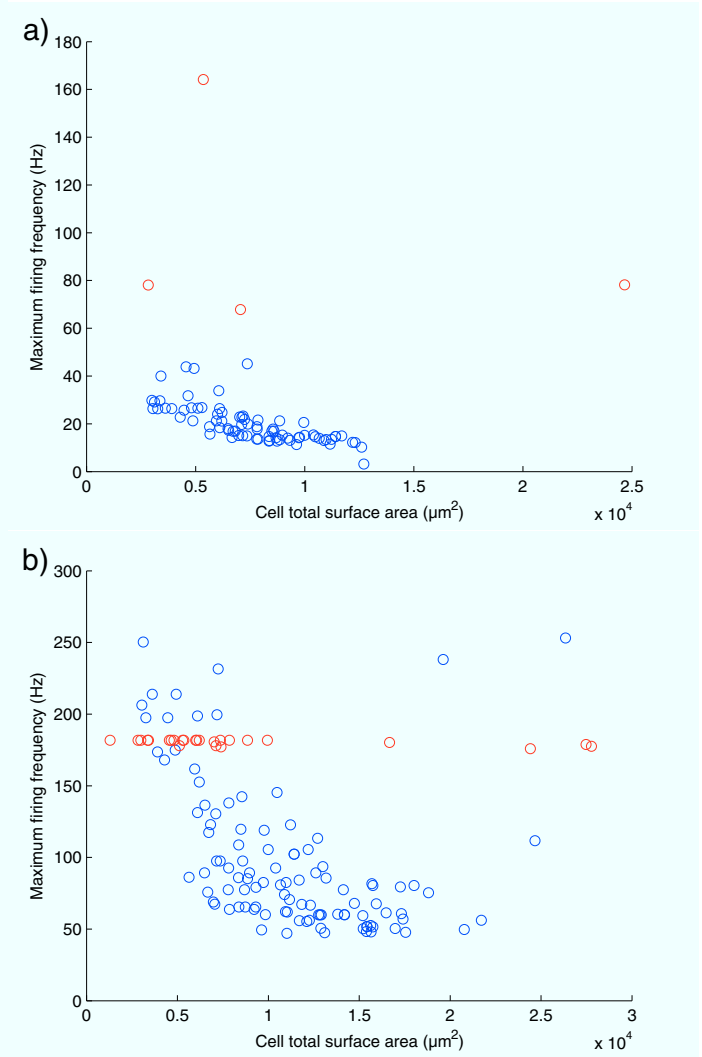 a)
180
160
140
120
100
80
60
40
20
0
Maximum firing frequency (Hz)
0 0.5 1 1.5 2 2.5
Cell total surface area (µm²)
x 10⁴
b)
300
250
200
150
100
50
0
Maximum firing frequency (Hz)
0 0.5 1 1.5 2 2.5 3
Cell total surface area (µm²)
x 10⁴